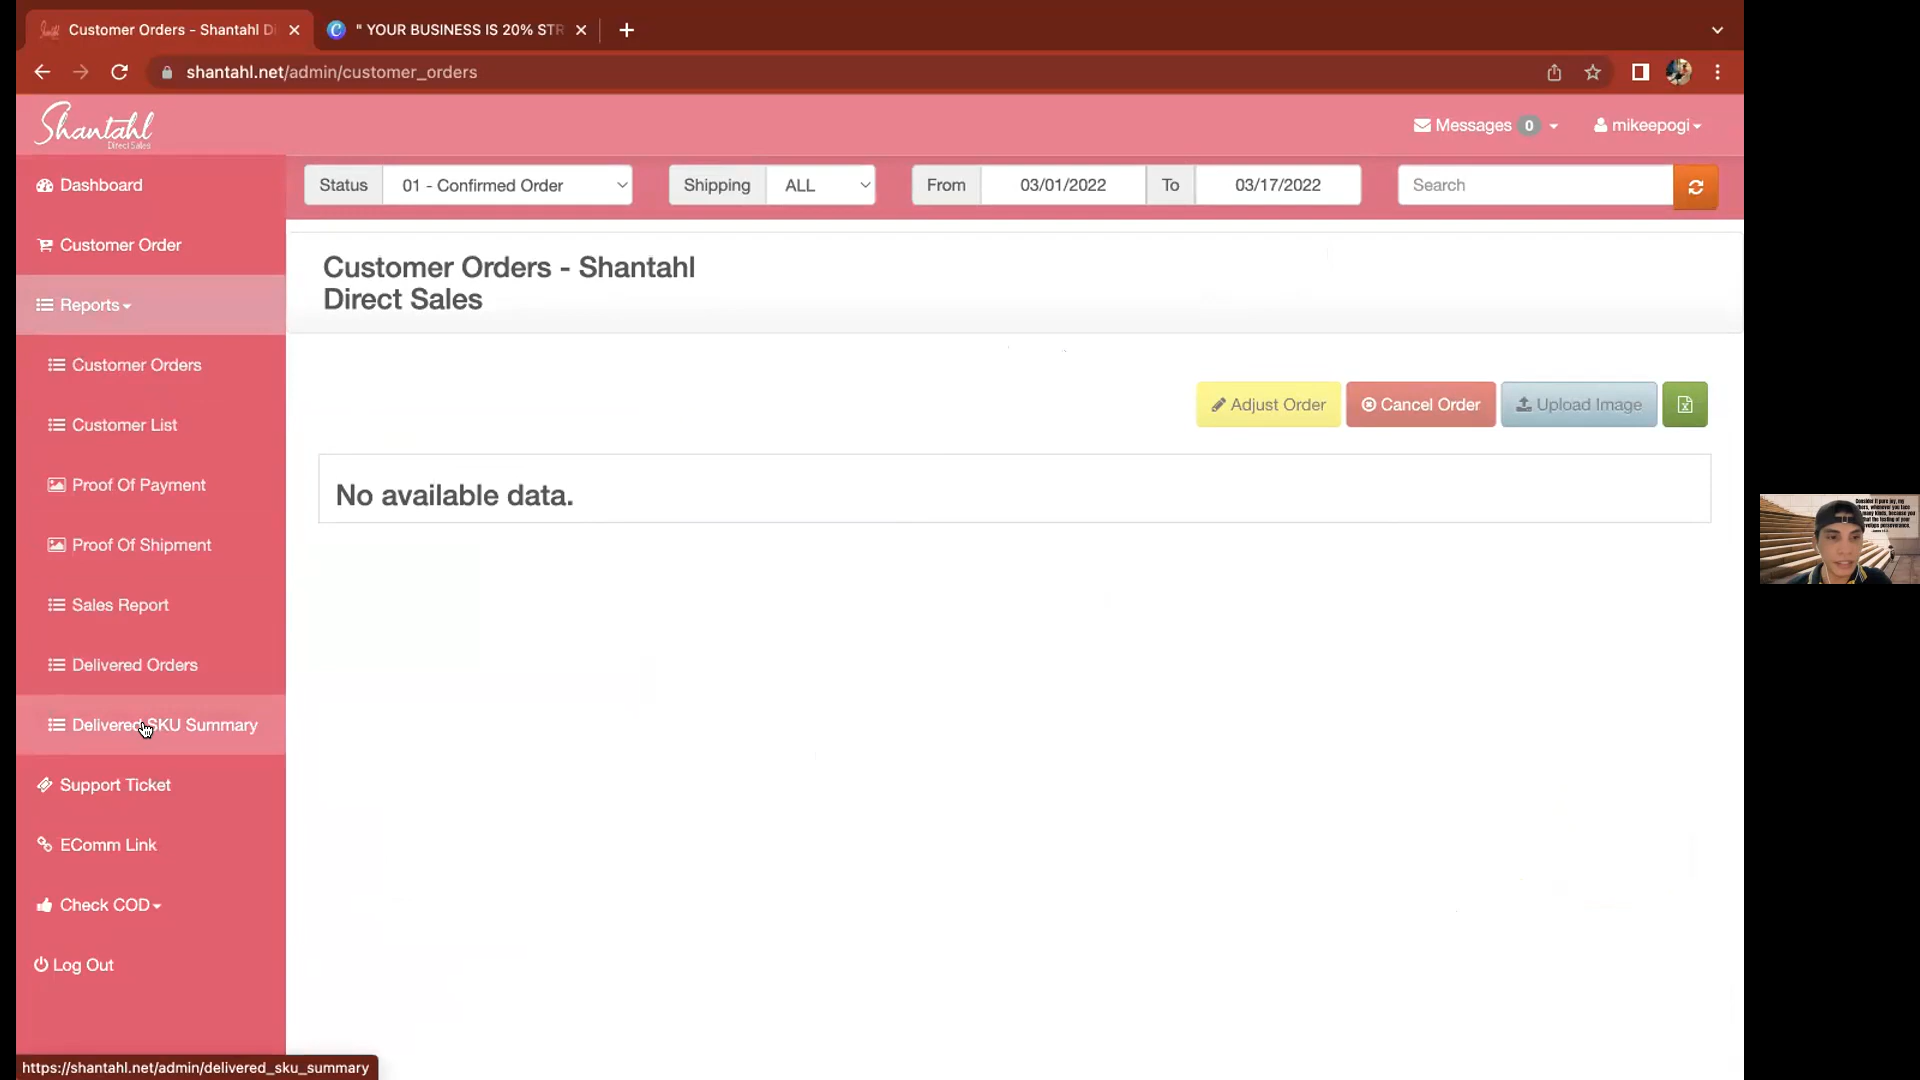 Customer Orders - Shantahl Di
" YOUR BUSINESS IS 20% STR
shantahl.net/admin/customer_orders
Shantahl
Direct Sales
Messages 0
mikeepogi
Dashboard
Status 01 - Confirmed Order
Shipping ALL
From 03/01/2022 To 03/17/2022
Search
Customer Order
Customer Orders - Shantahl
Direct Sales
Reports
Customer Orders
Adjust Order
Cancel Order
Upload Image
Customer List
No available data.
Proof Of Payment
Proof Of Shipment
Sales Report
Delivered Orders
Delivered SKU Summary
Support Ticket
EComm Link
Check COD
Log Out
https://shantahl.net/admin/delivered_sku_summary